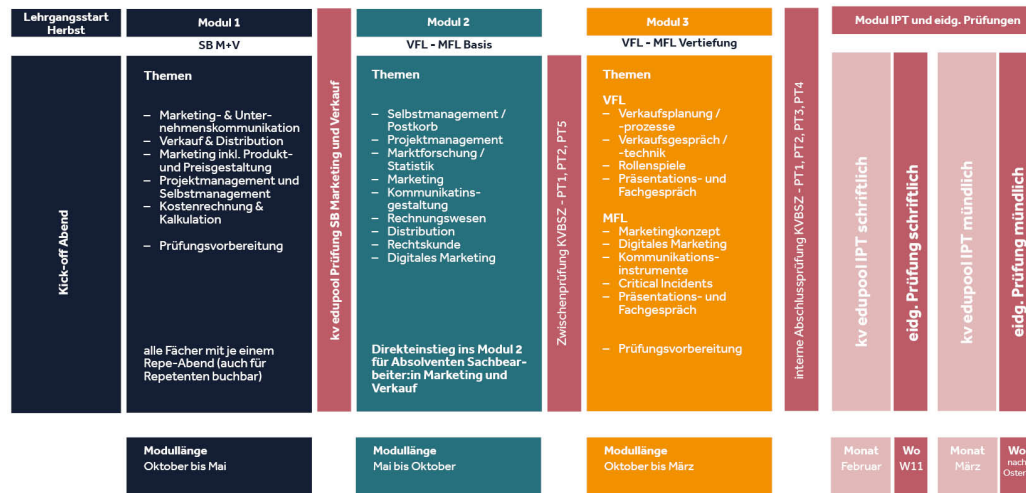 Lehrgangsstart
Herbst
Kick-off Abend
Modul 1
SB M+V
Themen
– Marketing- & Unter-
nehmenskommunikation
– Verkauf & Distribution
– Marketing inkl. Produkt-
und Preisgestaltung
– Projektmanagement und
Selbstmanagement
– Kostenrechnung &
Kalkulation
– Prüfungsvorbereitung
alle Fächer mit je einem
Repe-Abend (auch für
Repetenten buchbar)
Modullänge
Oktober bis Mai
kv edupool Prüfung SB Marketing und Verkauf
Modul 2
VFL - MFL Basis
Themen
– Selbstmanagement /
Postkorb
– Projektmanagement
– Marktforschung /
Statistik
– Marketing
– Kommunikatins-
gestaltung
– Rechnungswesen
– Distribution
– Rechtskunde
– Digitales Marketing
Direkteinstieg ins Modul 2
für Absolventen Sachbear-
beiter:in Marketing und
Verkauf
Modullänge
Mai bis Oktober
Zwischenprüfung KVBSZ - PT1, PT2, PT5
Modul 3
VFL - MFL Vertiefung
Themen
VFL
– Verkaufsplanung /
-prozesse
– Verkaufsgespräch /
-technik
– Rollenspiele
– Präsentations- und
Fachgespräch
MFL
– Marketingkonzept
– Digitales Marketing
– Kommunikations-
instrumente
– Critical Incidents
– Präsentations- und
Fachgespräch
– Prüfungsvorbereitung
Modullänge
Oktober bis März
interne Abschlussprüfung KVBSZ - PT1, PT2, PT3, PT4
Modul IPT und eidg. Prüfungen
kv edupool IPT schriftlich
eidg. Prüfung schriftlich
kv edupool IPT mündlich
eidg. Prüfung mündlich
Monat
Februar
Wo
W11
Monat
März
Wo
nach
Oster